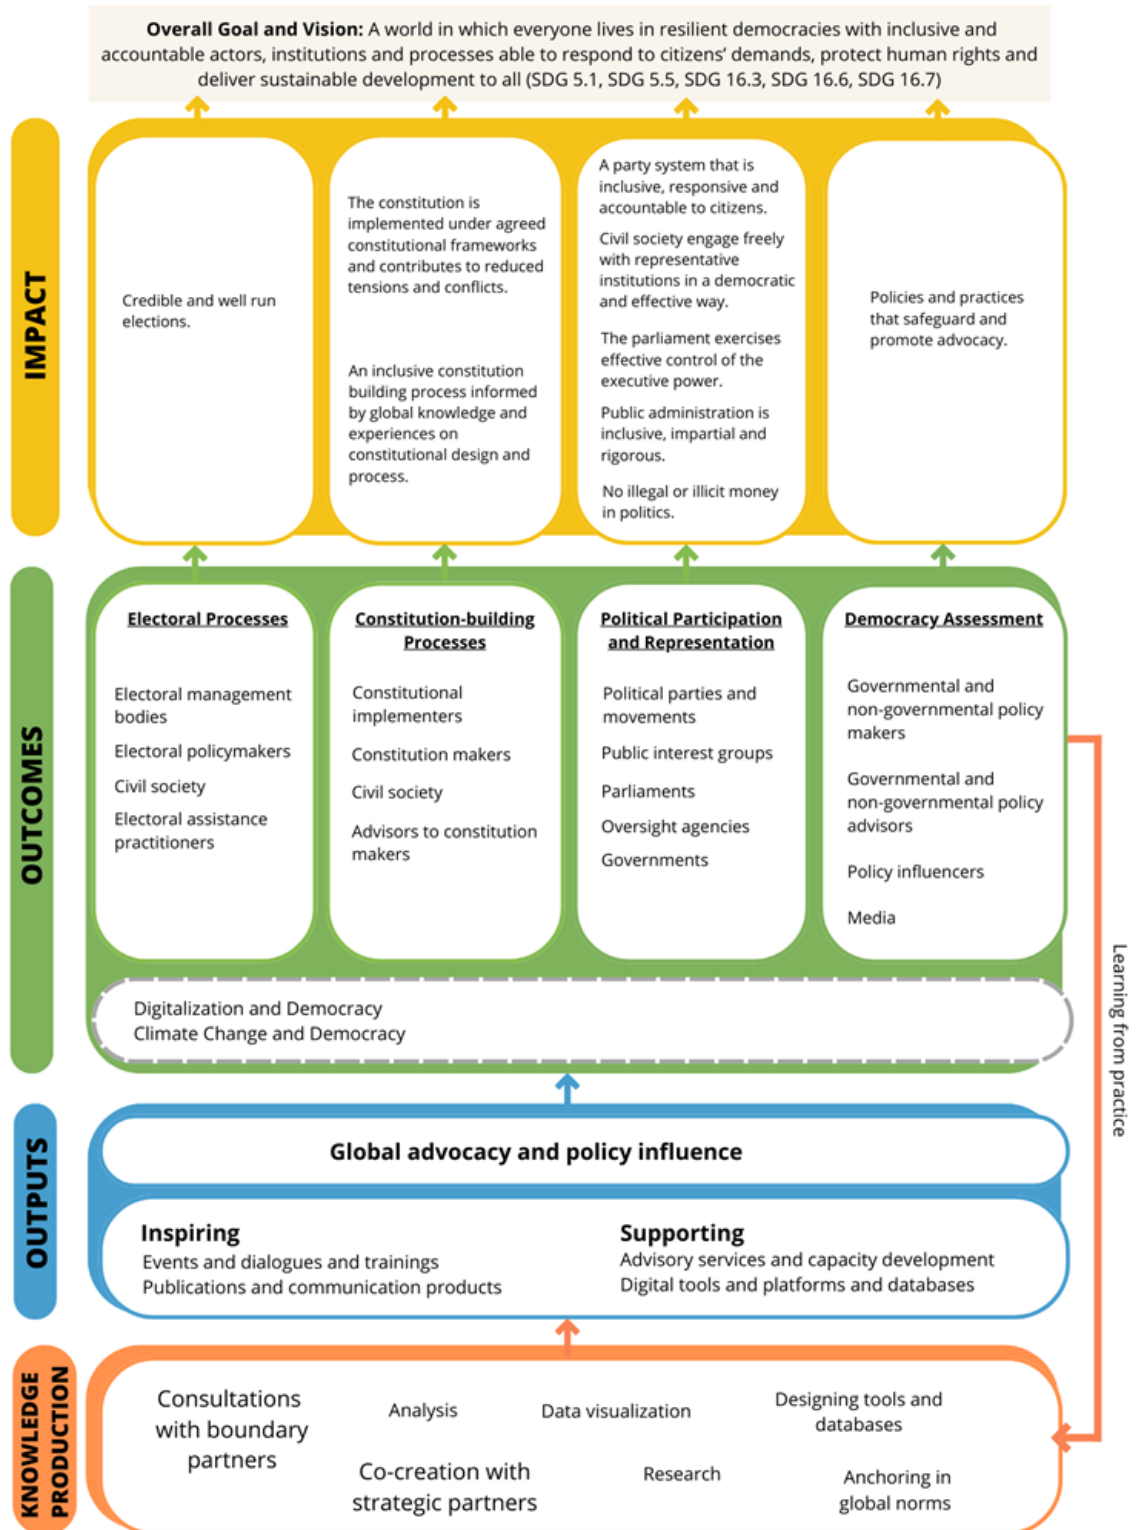 Overall Goal and Vision: A world in which everyone lives in resilient democracies with inclusive and
accountable actors, institutions and processes able to respond to citizens’ demands, protect human rights and
deliver sustainable development to all (SDG 5.1, SDG 5.5, SDG 16.3, SDG 16.6, SDG 16.7)
IMPACT
Credible and well run
elections.
The constitution is
implemented under agreed
constitutional frameworks
and contributes to reduced
tensions and conflicts.
An inclusive constitution
building process informed
by global knowledge and
experiences on
constitutional design and
process.
A party system that is
inclusive, responsive and
accountable to citizens.
Civil society engage freely
with representative
institutions in a democratic
and effective way.
The parliament exercises
effective control of the
executive power.
Public administration is
inclusive, impartial and
rigorous.
No illegal or illicit money
in politics.
Policies and practices
that safeguard and
promote advocacy.
OUTCOMES
Electoral Processes
Electoral management
bodies
Electoral policymakers
Civil society
Electoral assistance
practitioners
Constitution-building
Processes
Constitutional
implementers
Constitution makers
Civil society
Advisors to constitution
makers
Political Participation
and Representation
Political parties and
movements
Public interest groups
Parliaments
Oversight agencies
Governments
Democracy Assessment
Governmental and
non-governmental policy
makers
Governmental and
non-governmental policy
advisors
Policy influencers
Media
Digitalization and Democracy
Climate Change and Democracy
Learning from practice
OUTPUTS
Global advocacy and policy influence
Inspiring
Events and dialogues and trainings
Publications and communication products
Supporting
Advisory services and capacity development
Digital tools and platforms and databases
KNOWLEDGE
PRODUCTION
Consultations
with boundary
partners
Analysis
Data visualization
Designing tools and
databases
Co-creation with
strategic partners
Research
Anchoring in
global norms